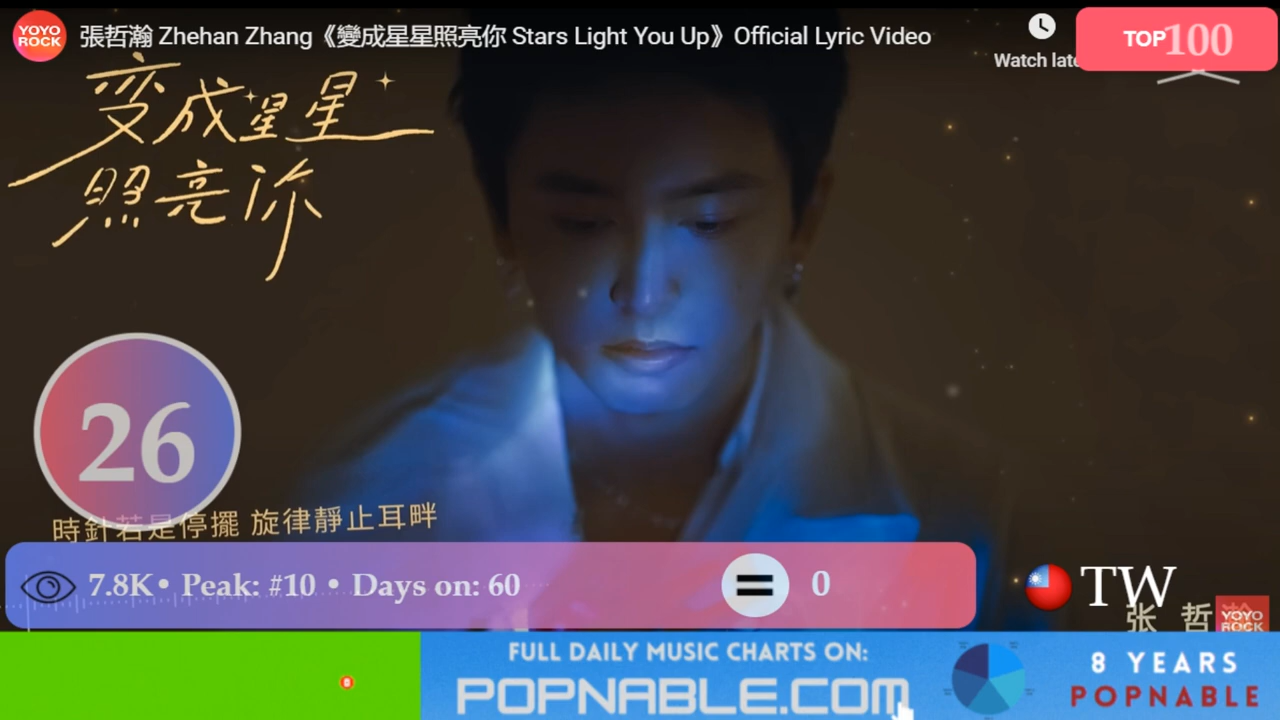 YOYO
ROCK
張哲瀚 Zhehan Zhang《變成星星照亮你 Stars Light You Up》Official Lyric Video
Watch late
TOP100
变成星星
照亮你
26
時針若是停擺 旋律靜止耳畔
7.8K • Peak: #10 • Days on: 60
= 0
TW
张 哲 瀚
YOYO
ROCK
FULL DAILY MUSIC CHARTS ON:
POPNABLE.COM
8 YEARS
POPNABLE